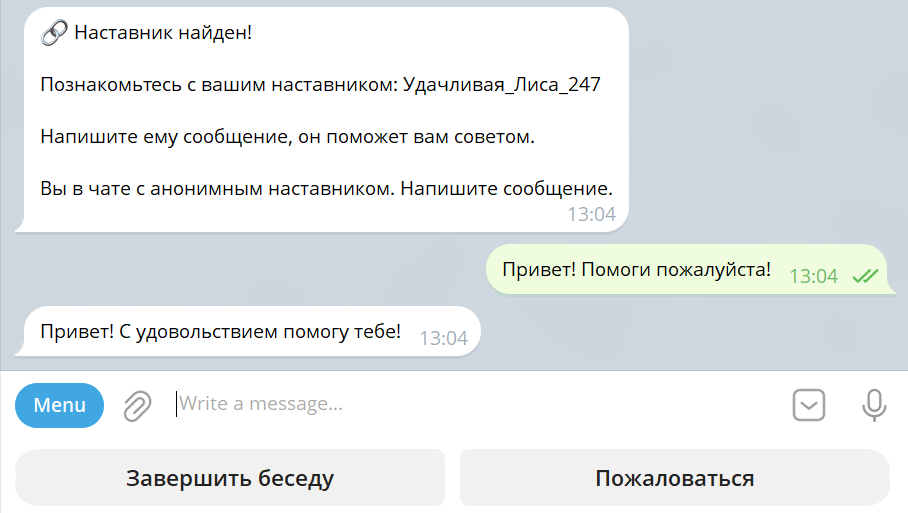 Наставник найден!
Познакомьтесь с вашим наставником: Удачливая_Лиса_247
Напишите ему сообщение, он поможет вам советом.
Вы в чате с анонимным наставником. Напишите сообщение.
13:04
Привет! Помоги пожалуйста! 13:04
Привет! С удовольствием помогу тебе! 13:04
Menu Write a message...
Завершить беседу Пожаловаться